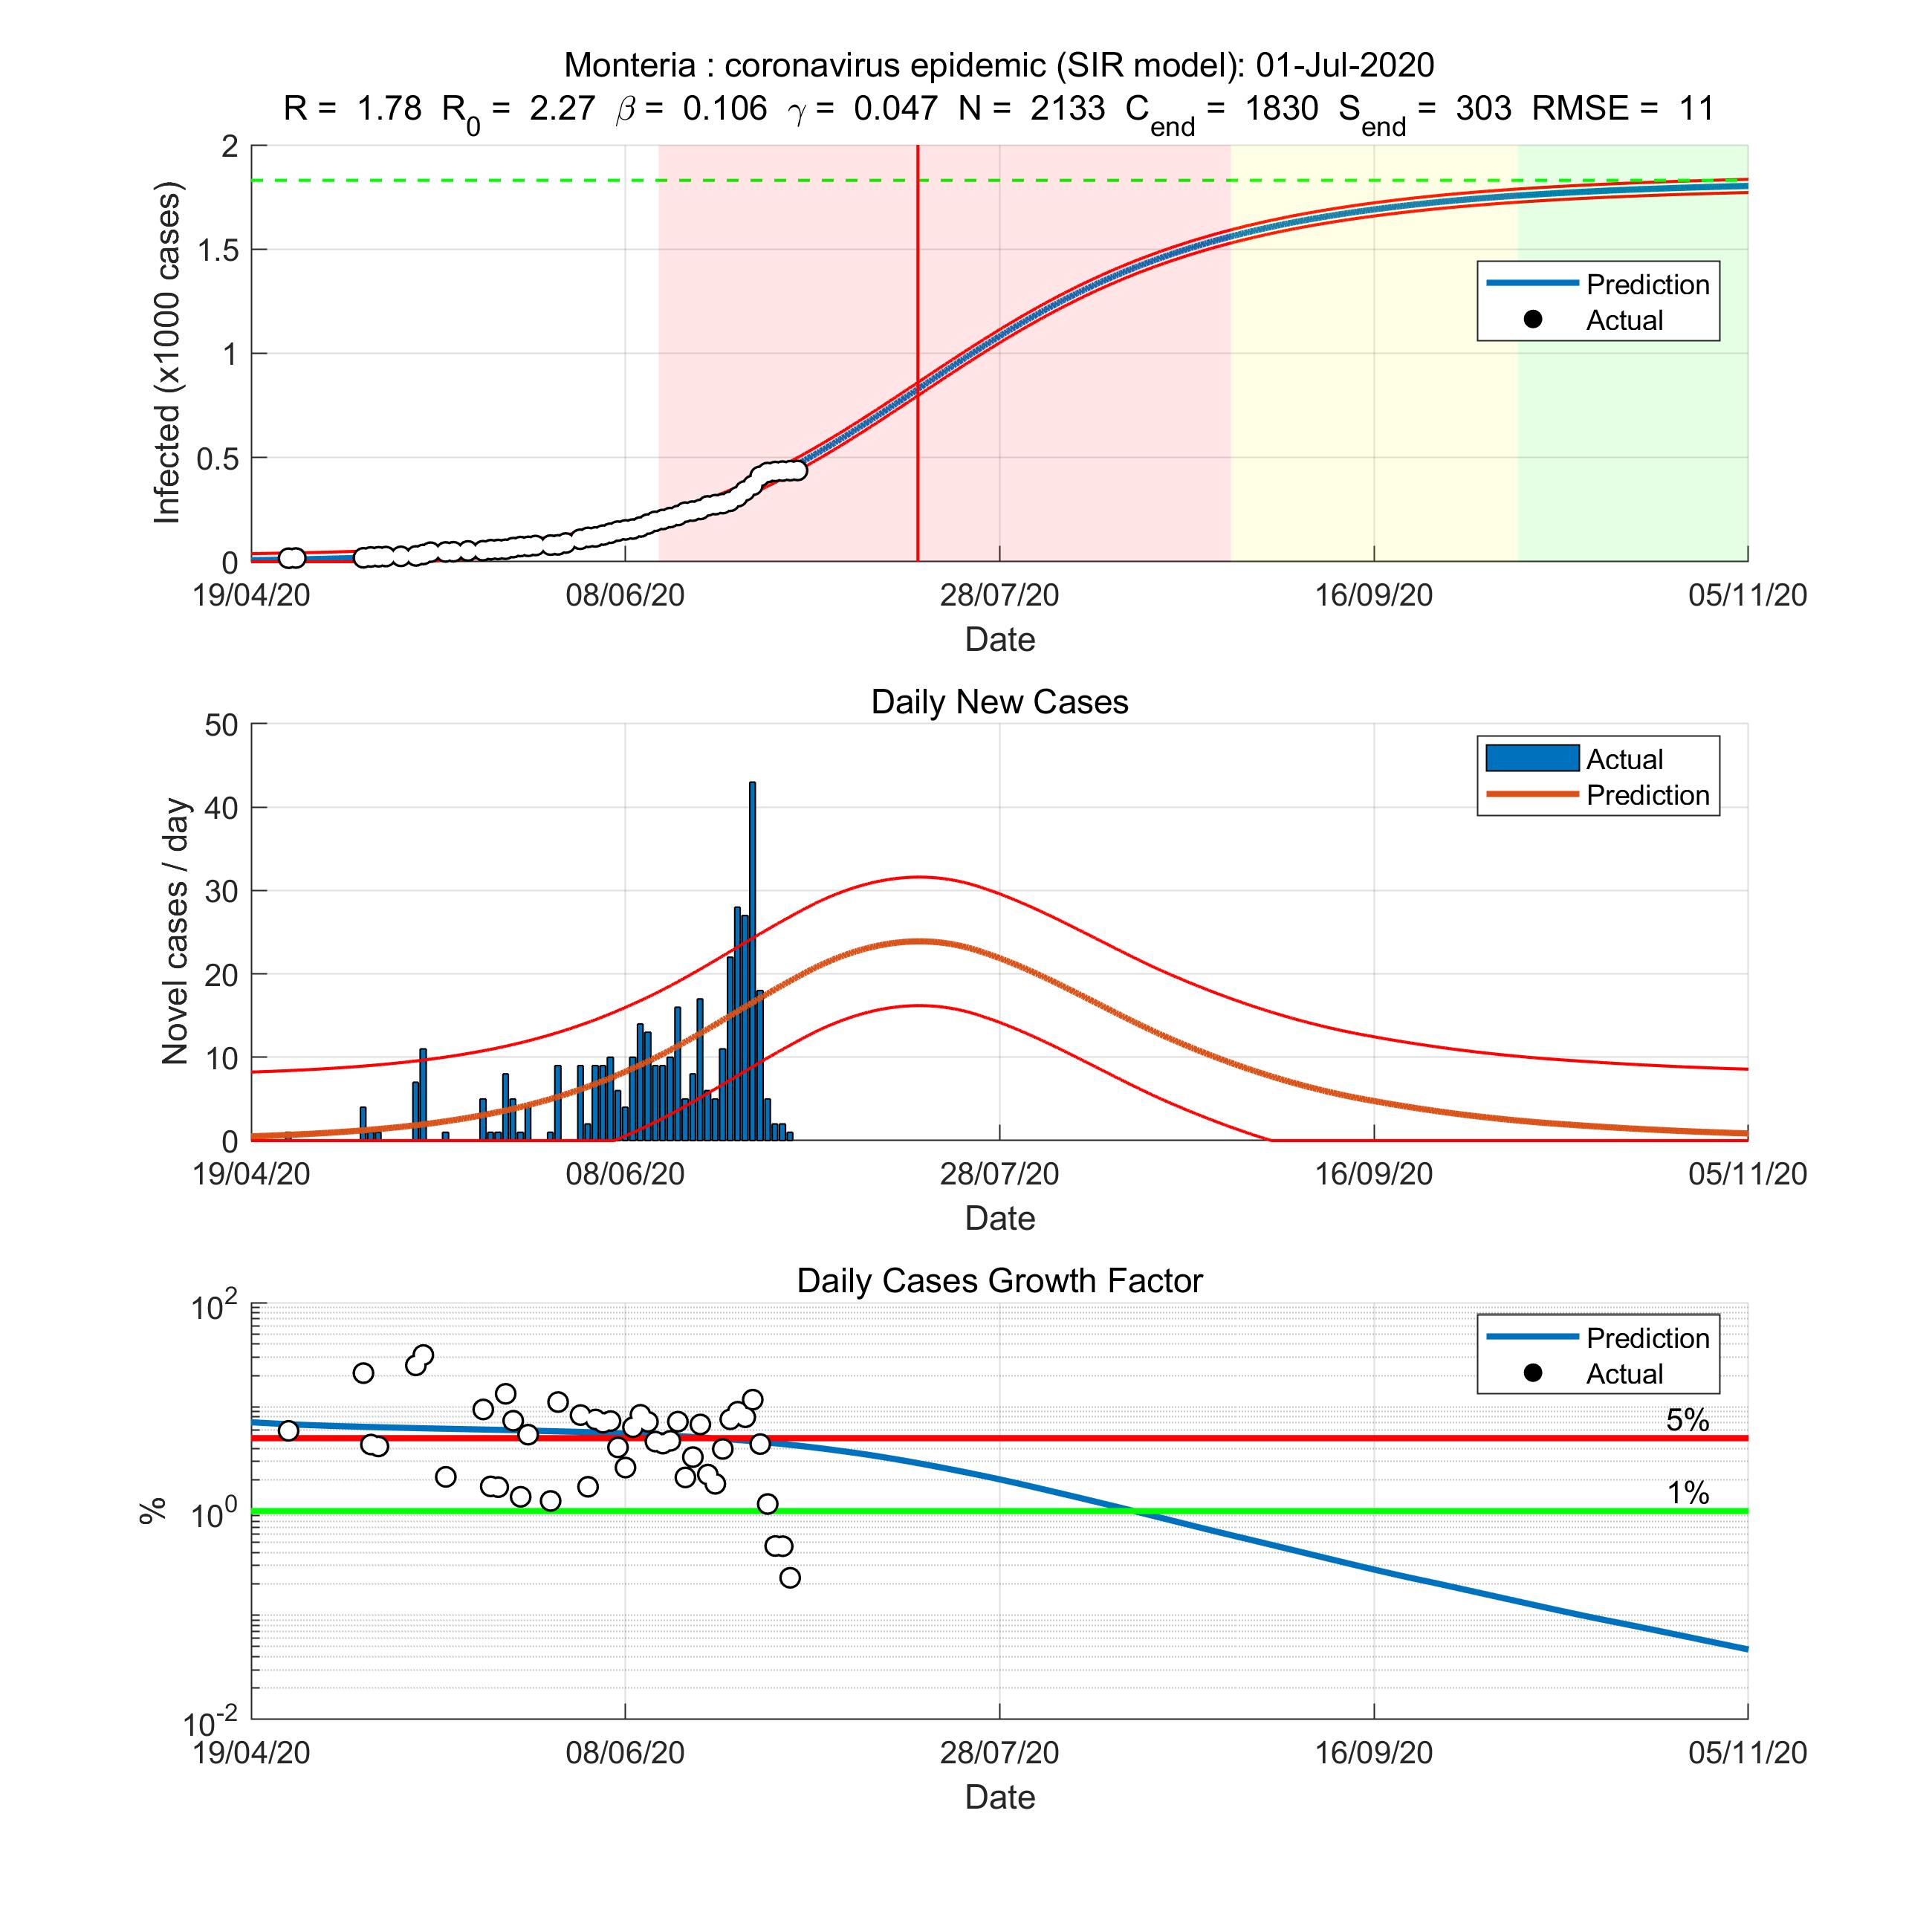 Monteria : coronavirus epidemic (SIR model): 01-Jul-2020
R = 1.78 R0 = 2.27 β = 0.106 γ = 0.047 N = 2133 Cend = 1830 Send = 303 RMSE = 11
2
1.5
1
0.5
0
Infected (x1000 cases)
Prediction
Actual
19/04/20 08/06/20 28/07/20 16/09/20 05/11/20
Date
Daily New Cases
50
40
30
20
10
0
Novel cases / day
Actual
Prediction
19/04/20 08/06/20 28/07/20 16/09/20 05/11/20
Date
Daily Cases Growth Factor
10^2
10^0
10^-2
%
Prediction
Actual
5%
1%
19/04/20 08/06/20 28/07/20 16/09/20 05/11/20
Date